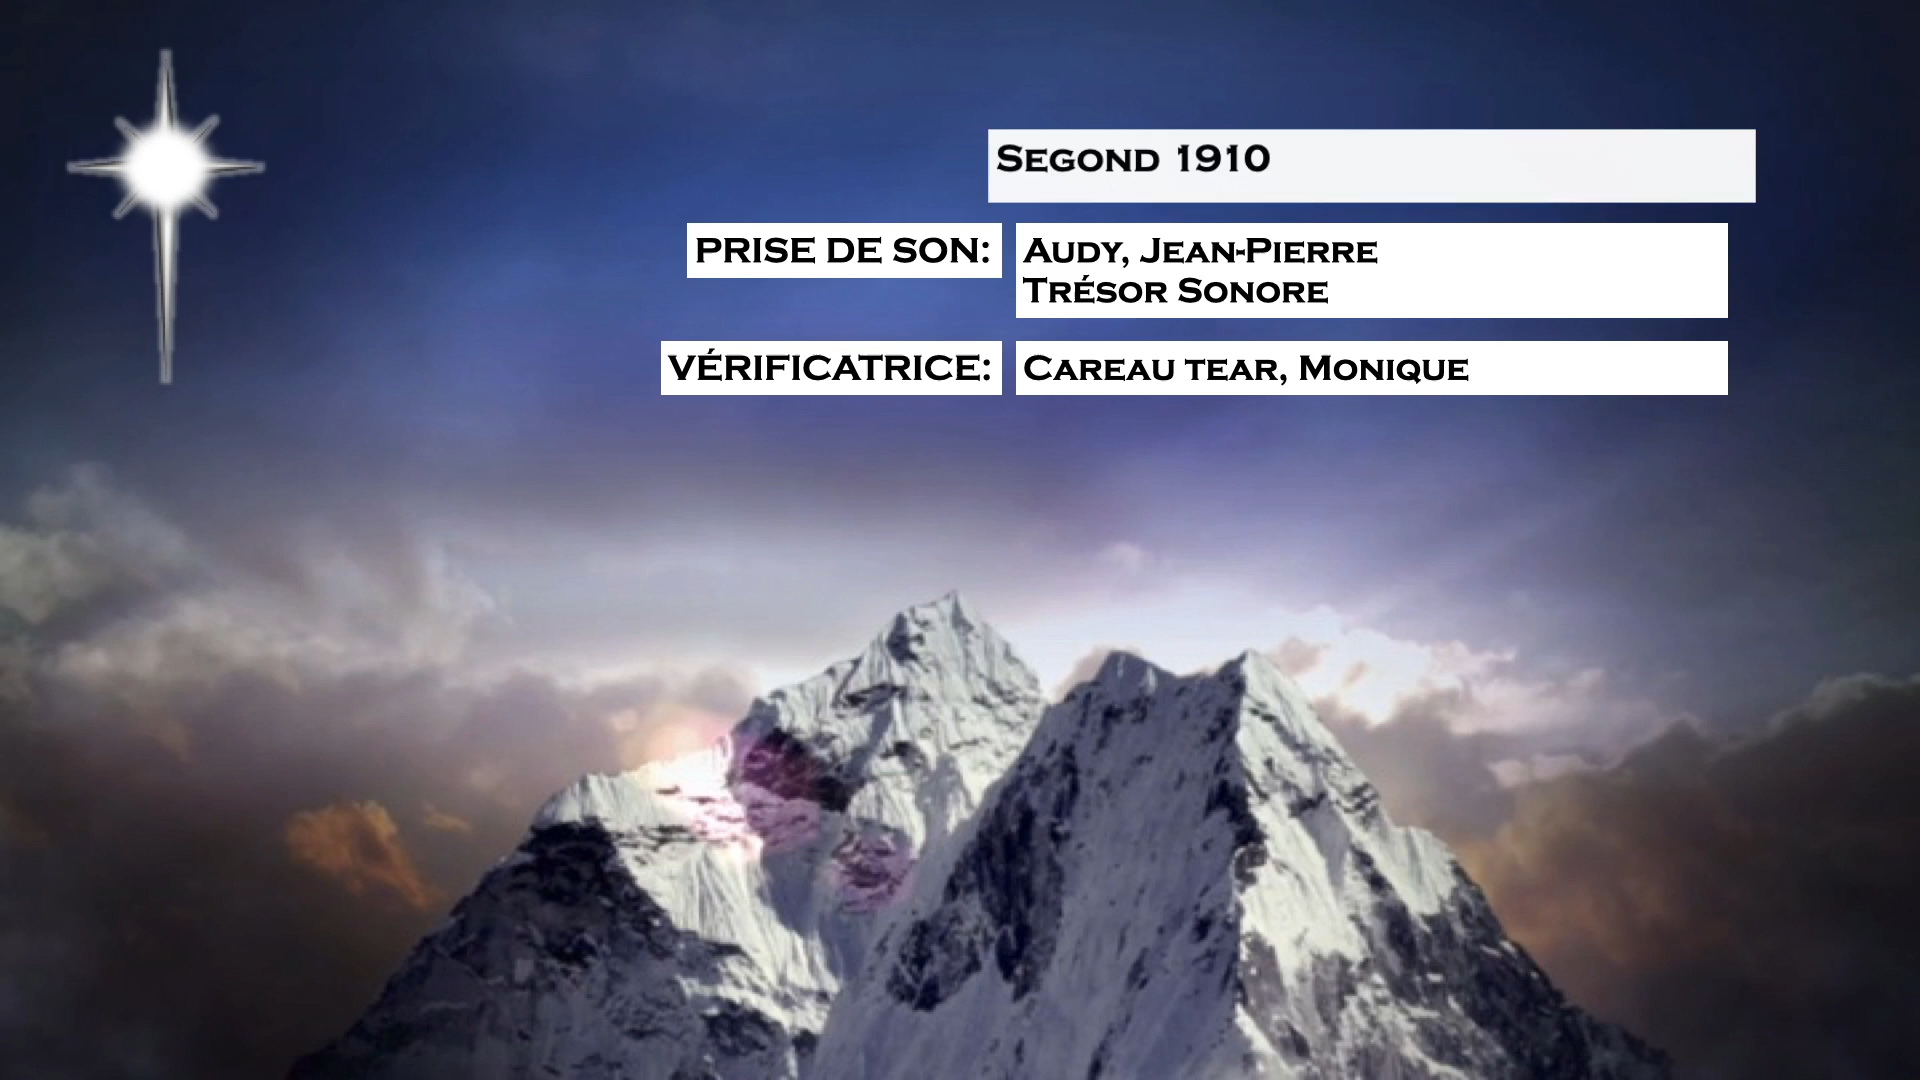 Segond 1910
PRISE DE SON: Audy, Jean-Pierre
Trésor Sonore
VÉRIFICATRICE: Careau tear, Monique